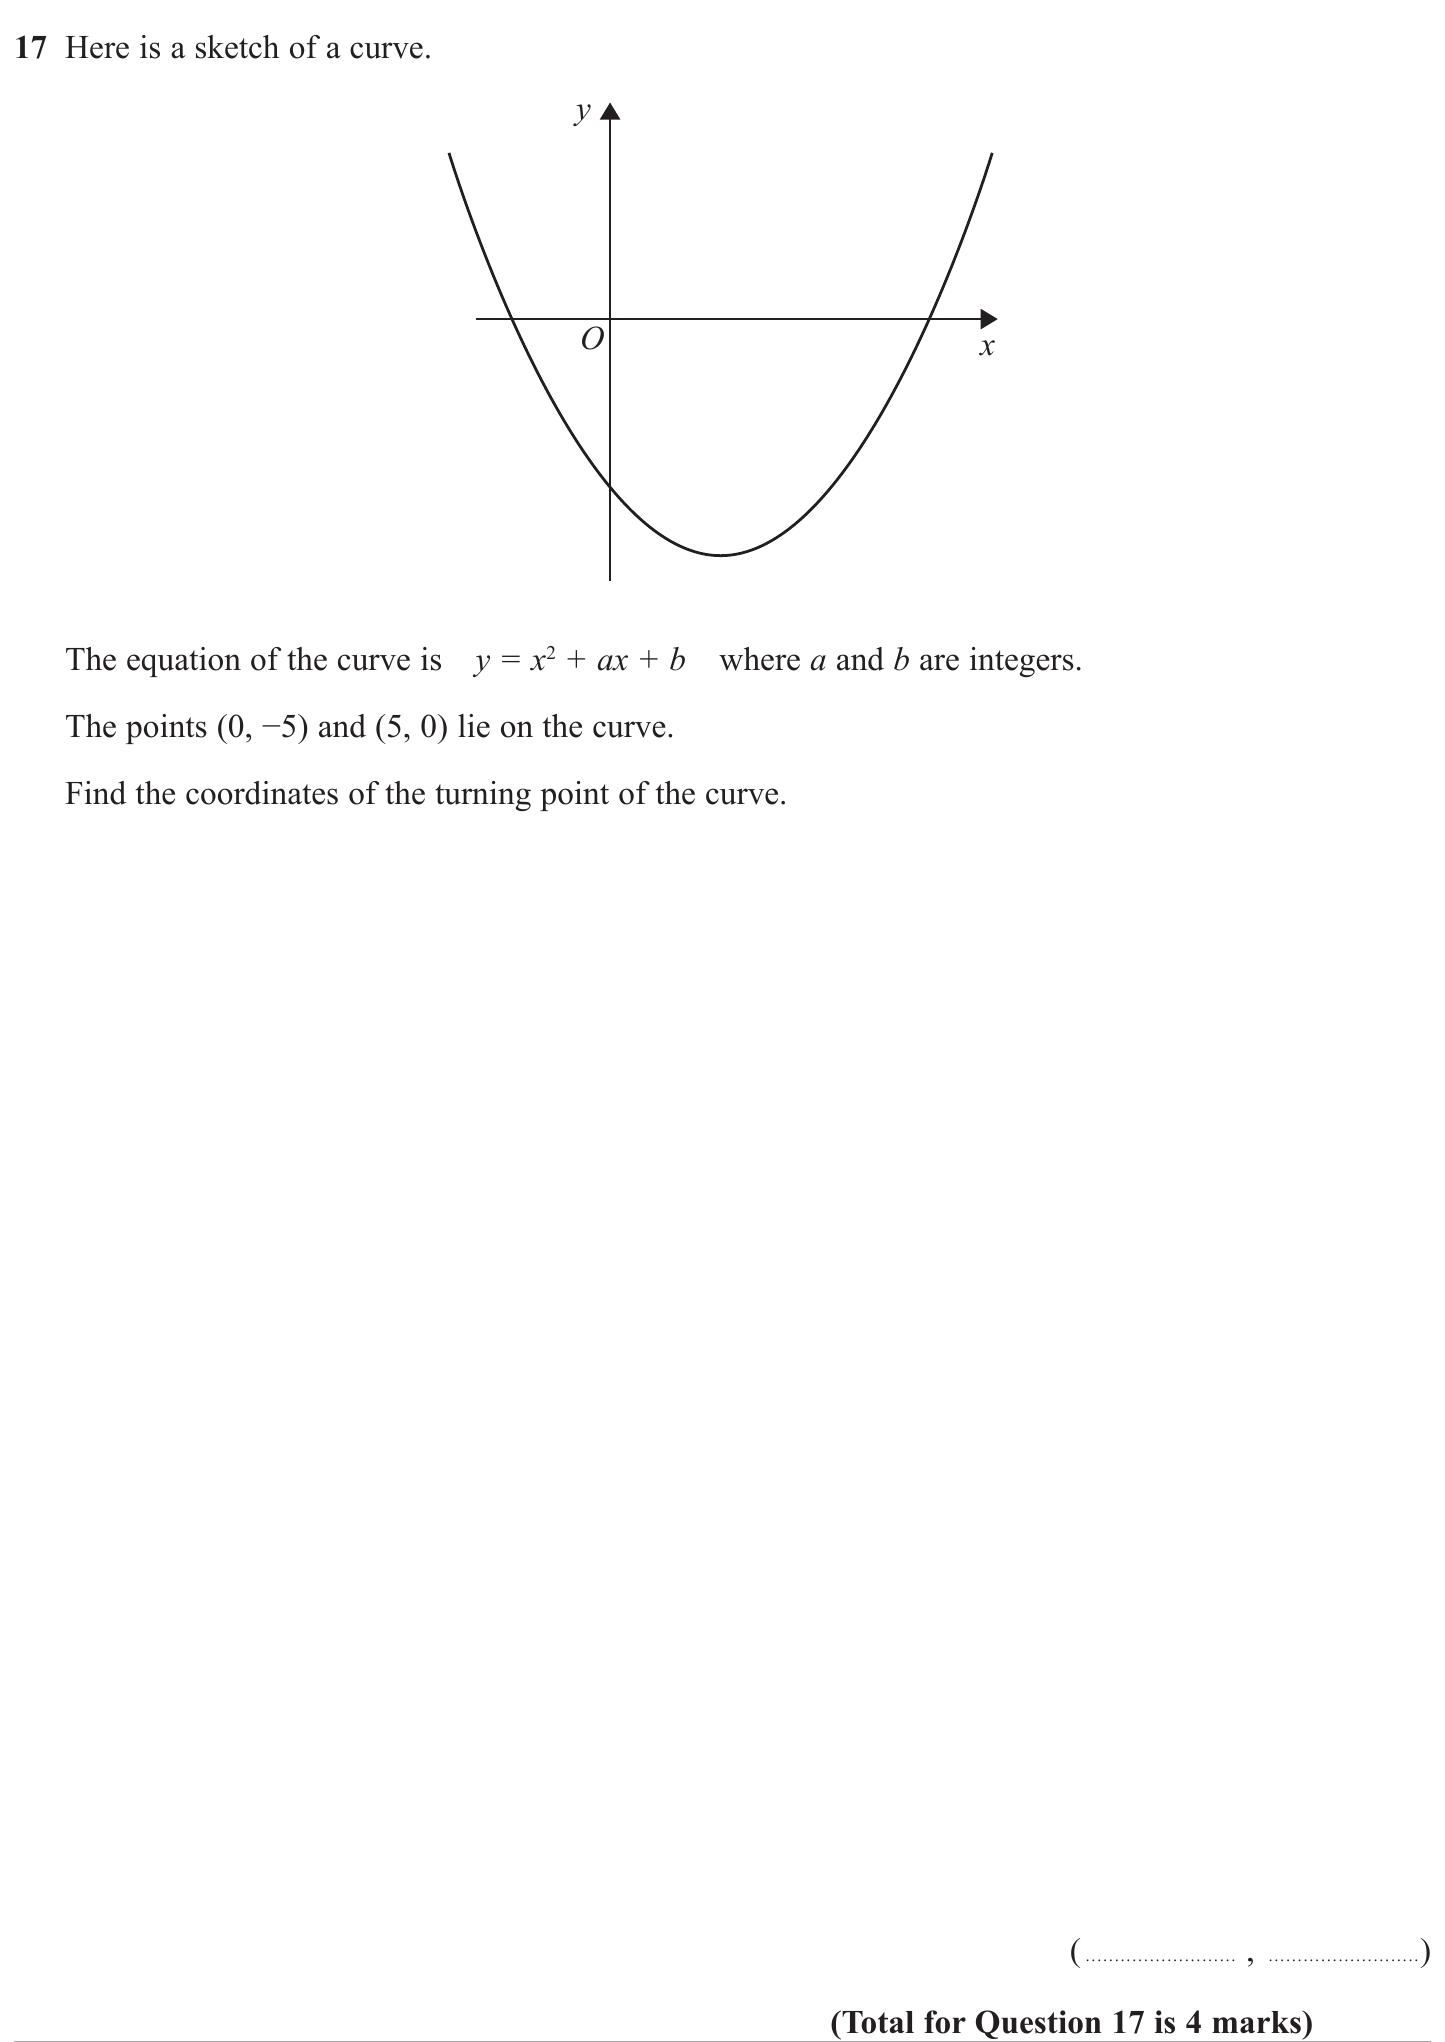 17 Here is a sketch of a curve.
y
O
x
The equation of the curve is y = x² + ax + b where a and b are integers.
The points (0, −5) and (5, 0) lie on the curve.
Find the coordinates of the turning point of the curve.
(.......................... , ..........................)
(Total for Question 17 is 4 marks)